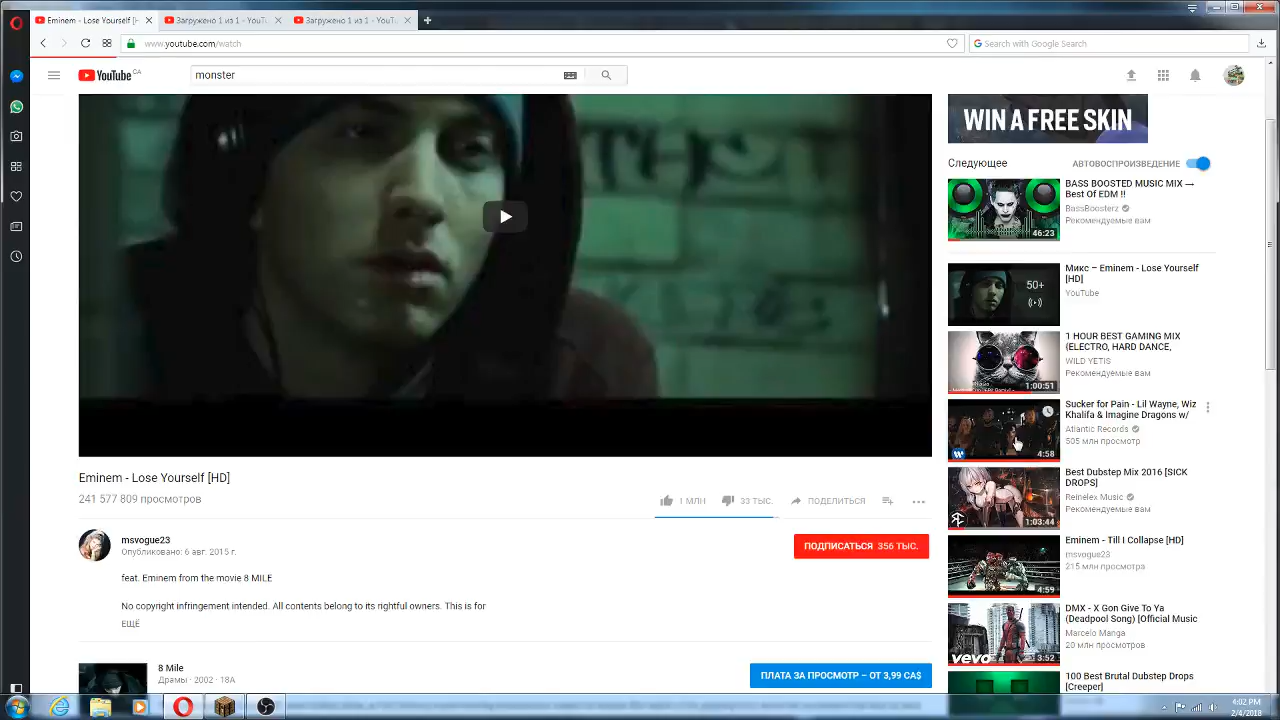 Eminem - Lose Yourself [H
Загружено 1 из 1 - YouTu
Загружено 1 из 1 - YouTu
www.youtube.com/watch
Search with Google Search
YouTube CA
monster
WIN A FREE SKIN
Следующее
АВТОВОСПРОИЗВЕДЕНИЕ
BASS BOOSTED MUSIC MIX →
Best Of EDM !!
BassBoosterz
Рекомендуемые вам
46:23
Микс – Eminem - Lose Yourself
[HD]
YouTube
50+
1 HOUR BEST GAMING MIX
(ELECTRO, HARD DANCE,
WILD YETIS
Рекомендуемые вам
1:00:51
Sucker for Pain - Lil Wayne, Wiz
Khalifa & Imagine Dragons w/
Atlantic Records
505 млн просмотр
4:58
Best Dubstep Mix 2016 [SICK
DROPS]
Reinelex Music
Рекомендуемые вам
1:03:44
Eminem - Till I Collapse [HD]
msvogue23
215 млн просмотр
4:59
DMX - X Gon Give To Ya
(Deadpool Song) [Official Music
Marcelo Manga
20 млн просмотров
vevo
3:52
100 Best Brutal Dubstep Drops
[Creeper]
Eminem - Lose Yourself [HD]
241 577 809 просмотров
1 МЛН
33 ТЫС.
ПОДЕЛИТЬСЯ
msvogue23
Опубликовано: 6 авг. 2015 г.
ПОДПИСАТЬСЯ 356 ТЫС.
feat. Eminem from the movie 8 MILE
No copyright infringement intended. All contents belong to its rightful owners. This is for
ЕЩЁ
8 Mile
Драмы · 2002 · 18A
ПЛАТА ЗА ПРОСМОТР – ОТ 3,99 CA$
4:02 PM
2/4/2018